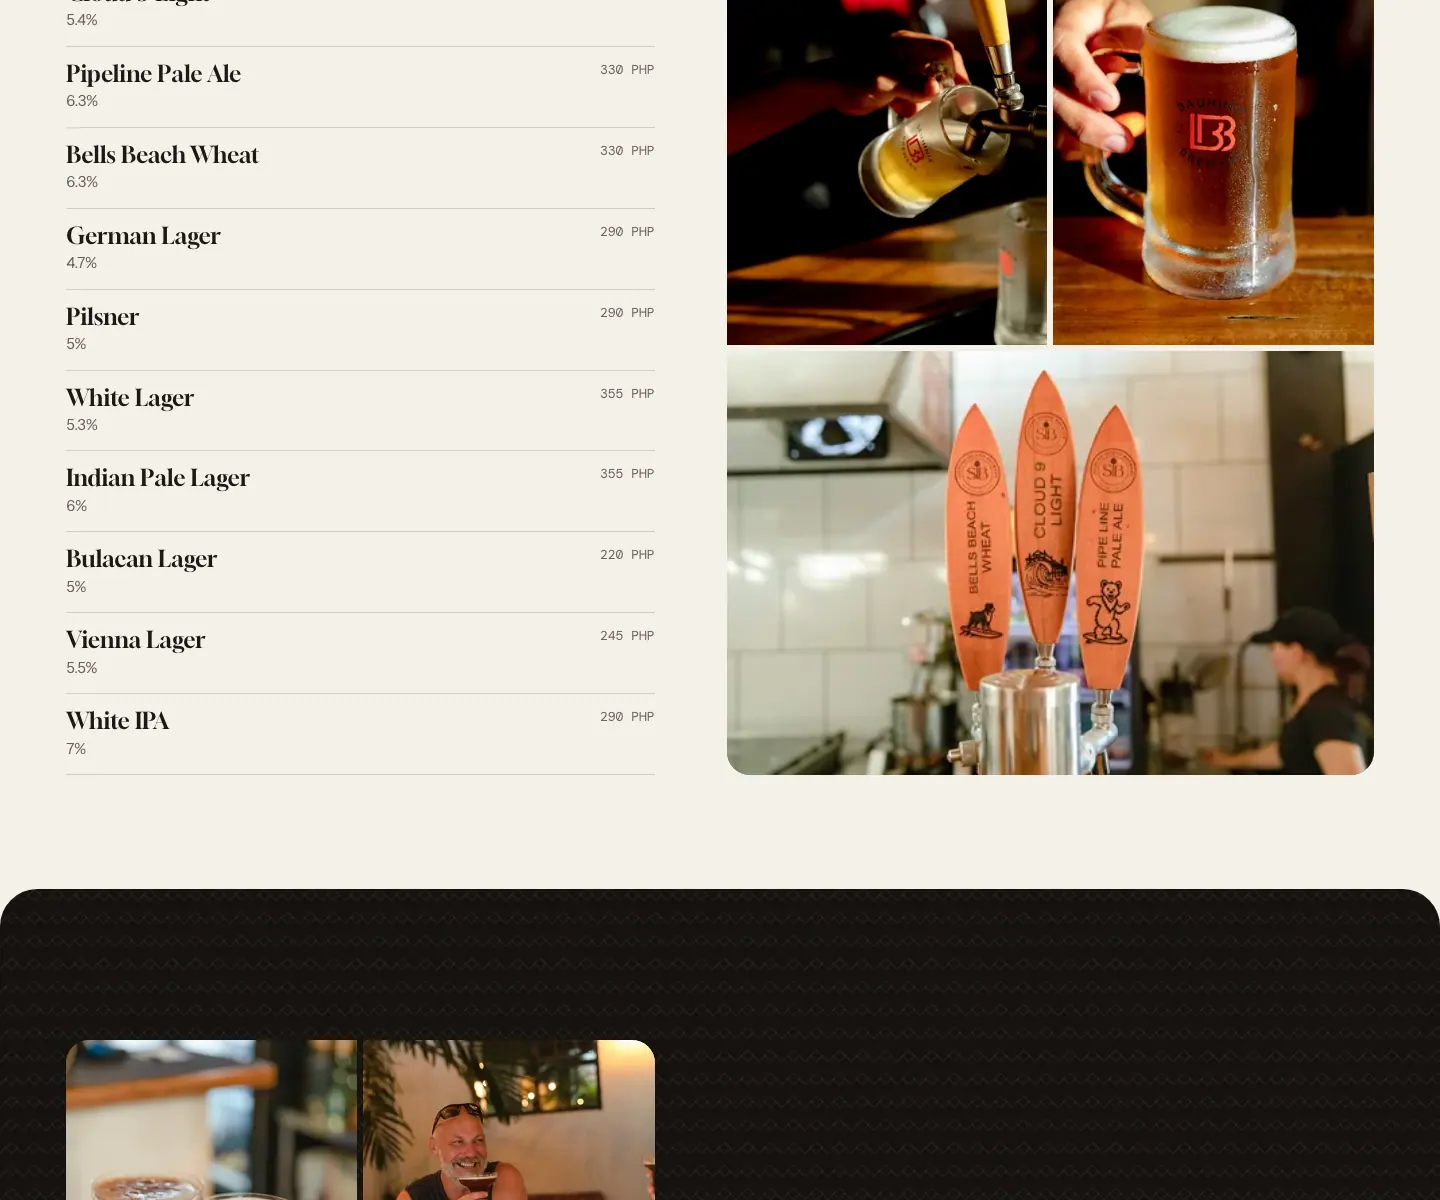 5.4%
Pipeline Pale Ale
330 PHP
6.3%
Bells Beach Wheat
330 PHP
6.3%
German Lager
290 PHP
4.7%
Pilsner
290 PHP
5%
White Lager
355 PHP
5.3%
Indian Pale Lager
355 PHP
6%
Bulacan Lager
220 PHP
5%
Vienna Lager
245 PHP
5.5%
White IPA
290 PHP
7%
BELLS BEACH
WHEAT
CLOUD 9
LIGHT
PIPE LINE
PALE ALE